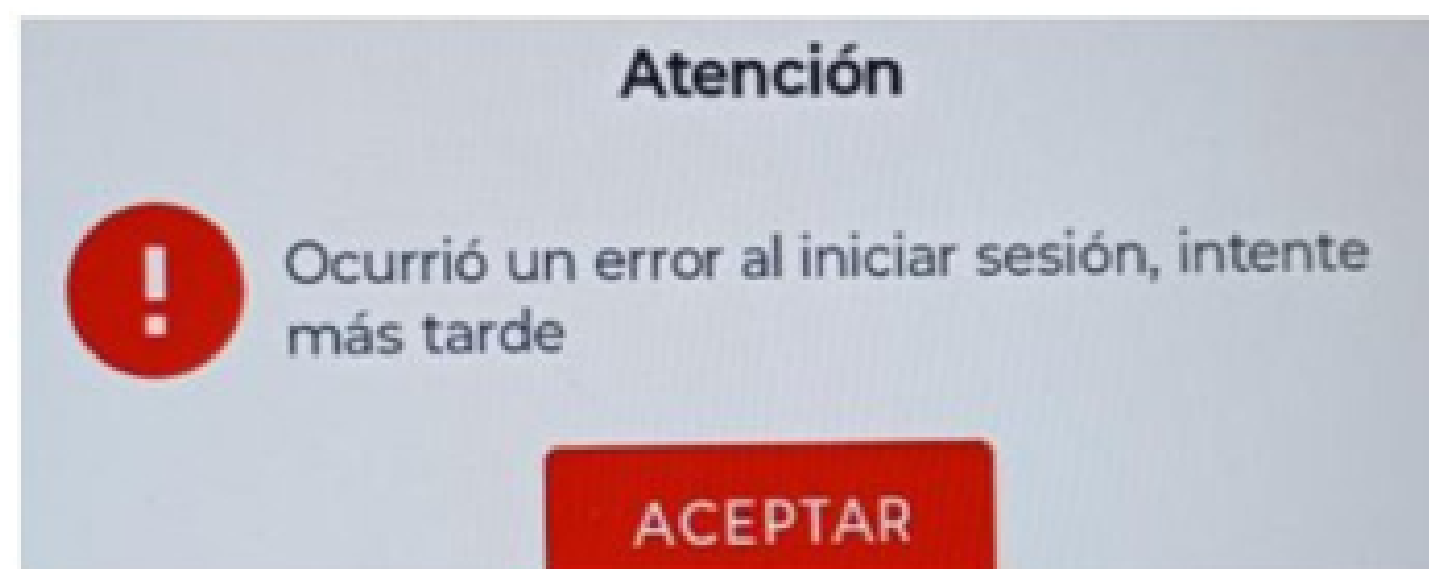 Atención
Ocurrió un error al iniciar sesión, intente
más tarde
ACEPTAR